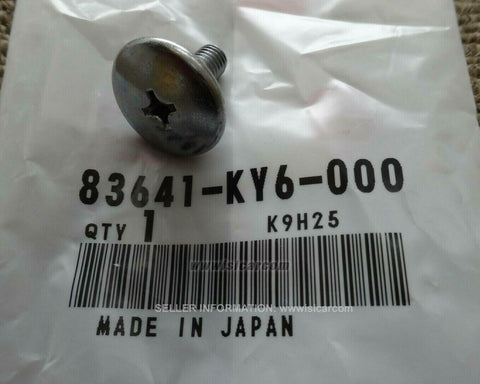 83641-KY6-000
QTY 1 K9H25
www.isicar.com
SELLER INFORMATION: www.isicar.com
MADE IN JAPAN